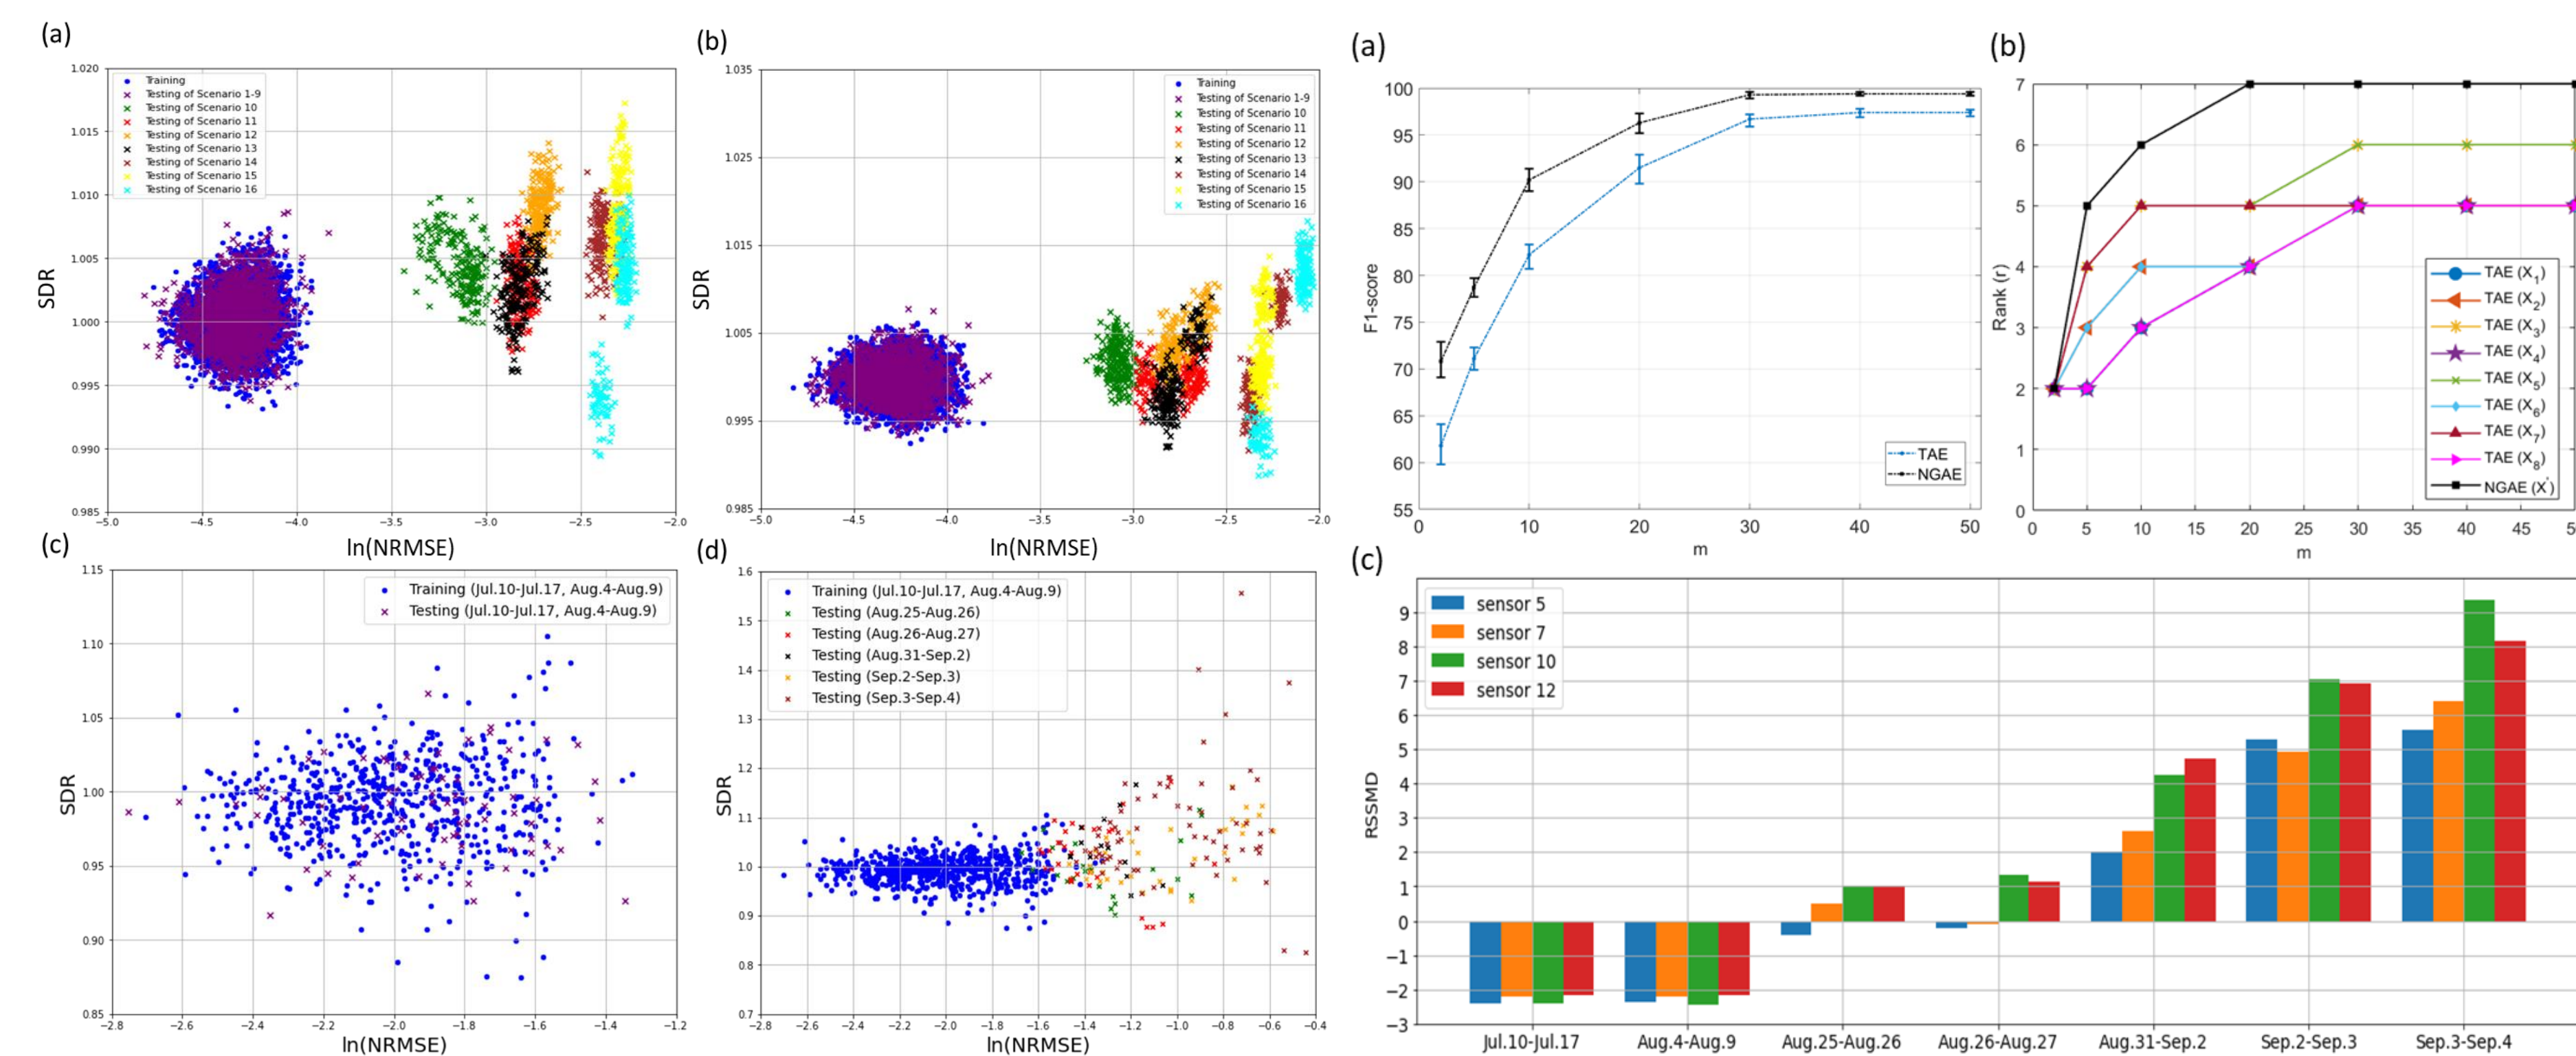 (a)
SDR
1.020
1.015
1.010
1.005
1.000
0.995
0.990
0.985
Training
Testing of Scenario 1-9
Testing of Scenario 10
Testing of Scenario 11
Testing of Scenario 12
Testing of Scenario 13
Testing of Scenario 14
Testing of Scenario 15
Testing of Scenario 16
−5.0 −4.5 −4.0 −3.5 −3.0 −2.5 −2.0
ln(NRMSE)
(b)
SDR
1.035
1.025
1.015
1.005
0.995
0.985
Training
Testing of Scenario 1-9
Testing of Scenario 10
Testing of Scenario 11
Testing of Scenario 12
Testing of Scenario 13
Testing of Scenario 14
Testing of Scenario 15
Testing of Scenario 16
−5.0 −4.5 −4.0 −3.5 −3.0 −2.5 −2.0
ln(NRMSE)
(a)
F1-score
100
95
90
85
80
75
70
65
60
55
TAE
NGAE
0 10 20 30 40 50
m
(b)
Rank (r)
7
6
5
4
3
2
1
0
TAE (X1)
TAE (X2)
TAE (X3)
TAE (X4)
TAE (X5)
TAE (X6)
TAE (X7)
TAE (X8)
NGAE (X')
0 5 10 15 20 25 30 35 40 45
m
(c)
SDR
1.15
1.10
1.05
1.00
0.95
0.90
0.85
Training (Jul.10-Jul.17, Aug.4-Aug.9)
Testing (Jul.10-Jul.17, Aug.4-Aug.9)
−2.8 −2.6 −2.4 −2.2 −2.0 −1.8 −1.6 −1.4 −1.2
ln(NRMSE)
(d)
SDR
1.6
1.5
1.4
1.3
1.2
1.1
1.0
0.9
0.8
0.7
Training (Jul.10-Jul.17, Aug.4-Aug.9)
Testing (Aug.25-Aug.26)
Testing (Aug.26-Aug.27)
Testing (Aug.31-Sep.2)
Testing (Sep.2-Sep.3)
Testing (Sep.3-Sep.4)
−2.8 −2.6 −2.4 −2.2 −2.0 −1.8 −1.6 −1.4 −1.2 −1.0 −0.8 −0.6 −0.4
ln(NRMSE)
(c)
RSSMD
9
8
7
6
5
4
3
2
1
0
−1
−2
−3
sensor 5
sensor 7
sensor 10
sensor 12
Jul.10-Jul.17 Aug.4-Aug.9 Aug.25-Aug.26 Aug.26-Aug.27 Aug.31-Sep.2 Sep.2-Sep.3 Sep.3-Sep.4